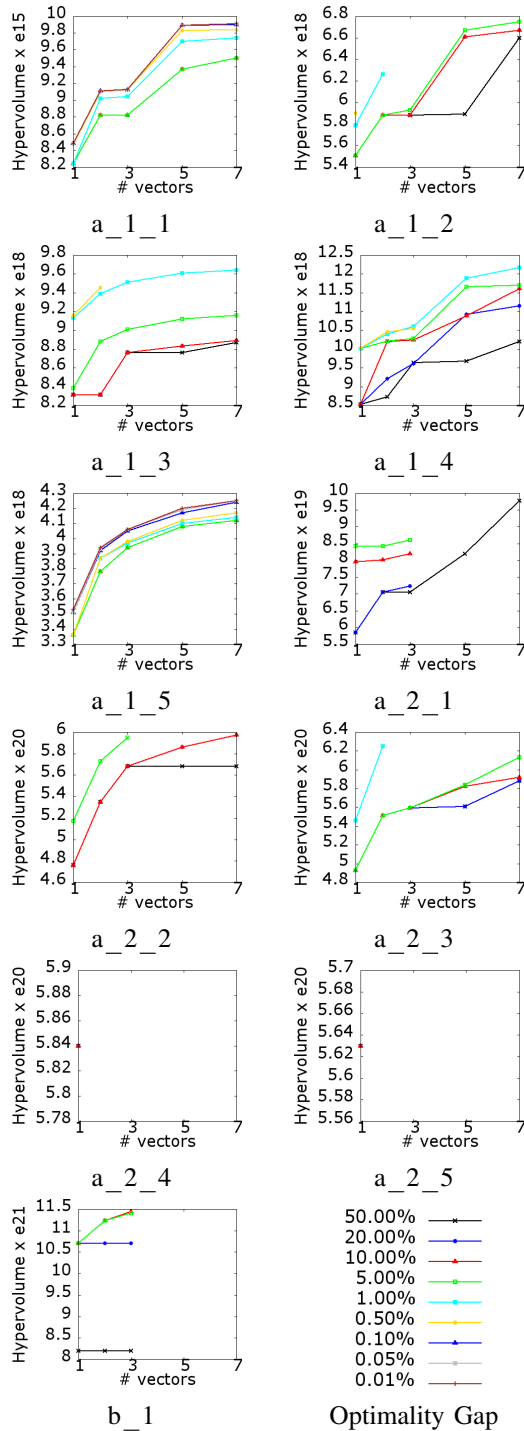 Hypervolume x e15
10
9.8
9.6
9.4
9.2
9
8.8
8.6
8.4
8.2
1 3 5 7
# vectors
a_1_1
Hypervolume x e18
6.8
6.6
6.4
6.2
6
5.8
5.6
5.4
1 3 5 7
# vectors
a_1_2
Hypervolume x e18
9.8
9.6
9.4
9.2
9
8.8
8.6
8.4
8.2
1 3 5 7
# vectors
a_1_3
Hypervolume x e18
12.5
12
11.5
11
10.5
10
9.5
9
8.5
1 3 5 7
# vectors
a_1_4
Hypervolume x e18
4.3
4.2
4.1
4
3.9
3.8
3.7
3.6
3.5
3.4
3.3
1 3 5 7
# vectors
a_1_5
Hypervolume x e19
10
9.5
9
8.5
8
7.5
7
6.5
6
5.5
1 3 5 7
# vectors
a_2_1
Hypervolume x e20
6
5.8
5.6
5.4
5.2
5
4.8
4.6
1 3 5 7
# vectors
a_2_2
Hypervolume x e20
6.4
6.2
6
5.8
5.6
5.4
5.2
5
4.8
1 3 5 7
# vectors
a_2_3
Hypervolume x e20
5.9
5.88
5.86
5.84
5.82
5.8
5.78
1 3 5 7
# vectors
a_2_4
Hypervolume x e20
5.7
5.68
5.66
5.64
5.62
5.6
5.58
5.56
1 3 5 7
# vectors
a_2_5
Hypervolume x e21
11.5
11
10.5
10
9.5
9
8.5
8
1 3 5 7
# vectors
b_1
50.00%
20.00%
10.00%
5.00%
1.00%
0.50%
0.10%
0.05%
0.01%
Optimality Gap